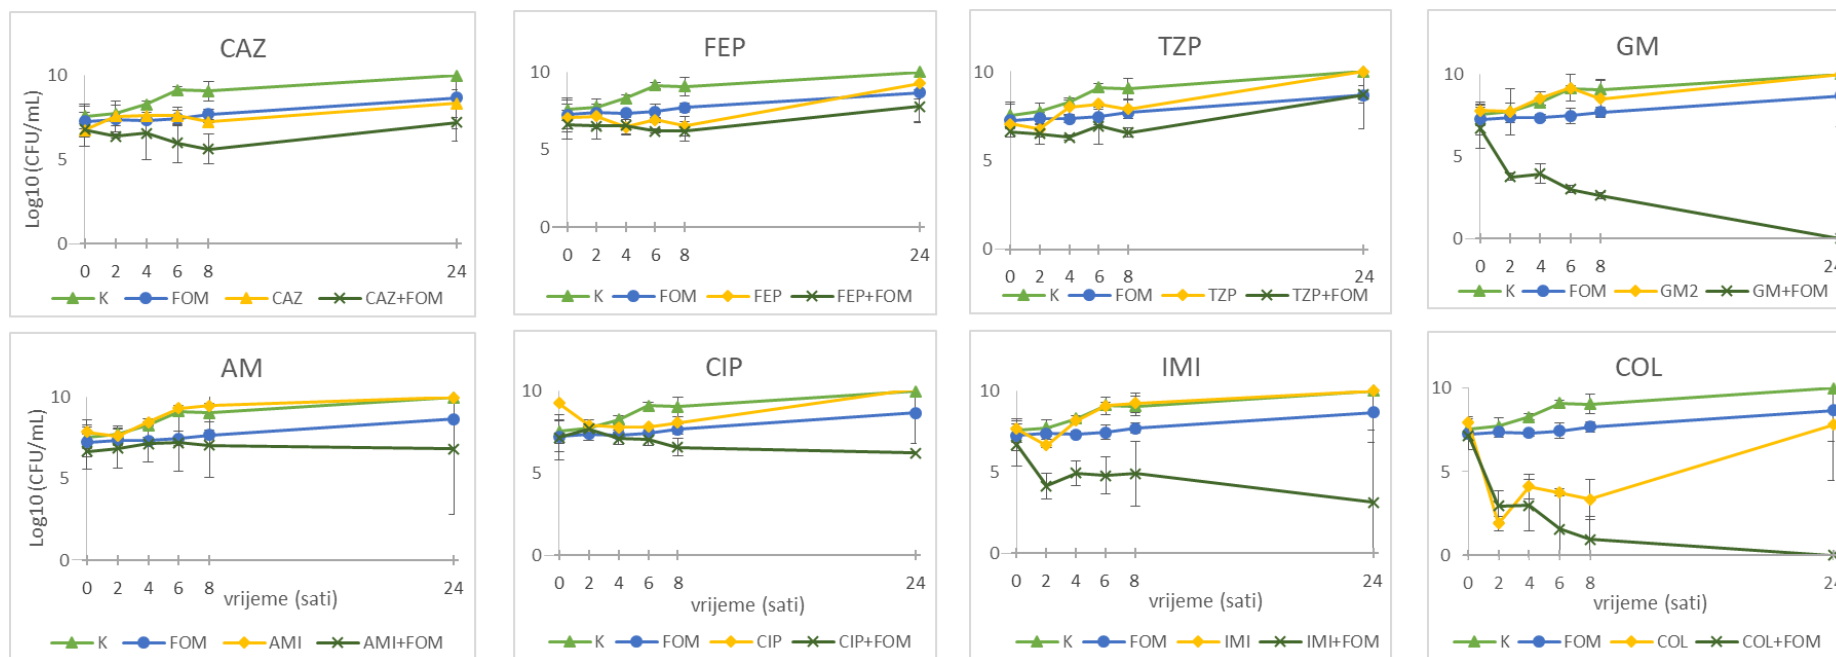 CAZ
Log10 (CFU/mL)
10
5
0
0 2 4 6 8 24
K FOM CAZ CAZ+FOM
FEP
10
5
0
0 2 4 6 8 24
K FOM FEP FEP+FOM
TZP
10
5
0
0 2 4 6 8 24
K FOM TZP TZP+FOM
GM
10
5
0
0 2 4 6 8 24
K FOM GM2 GM+FOM
AM
Log10 (CFU/mL)
10
5
0
0 2 4 6 8 24
vrijeme (sati)
K FOM AMI AMI+FOM
CIP
10
5
0
0 2 4 6 8 24
vrijeme (sati)
K FOM CIP CIP+FOM
IMI
10
5
0
0 2 4 6 8 24
vrijeme (sati)
K FOM IMI IMI+FOM
COL
10
5
0
0 2 4 6 8 24
vrijeme (sati)
K FOM COL COL+FOM